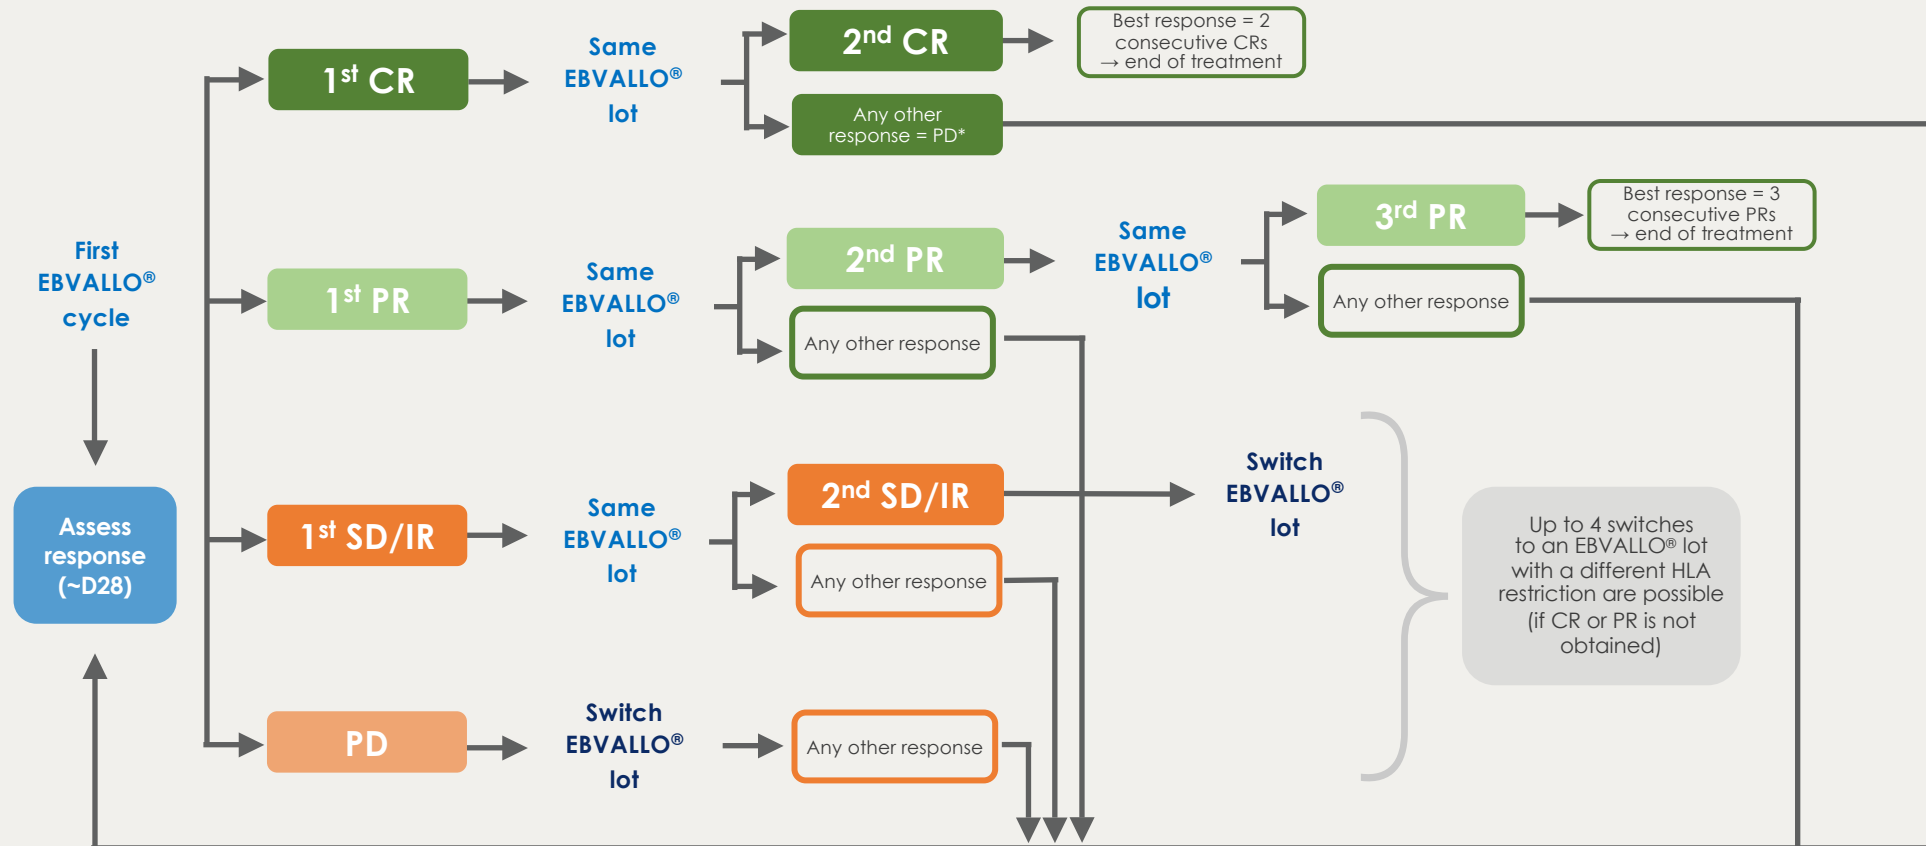 First
EBVALLO®
cycle
Assess
response
(~D28)
1st CR
Same
EBVALLO®
lot
2nd CR
Best response = 2
consecutive CRs
→ end of treatment
Any other
response = PD*
1st PR
Same
EBVALLO®
lot
2nd PR
Same
EBVALLO®
lot
3rd PR
Best response = 3
consecutive PRs
→ end of treatment
Any other response
Any other response
1st SD/IR
Same
EBVALLO®
lot
2nd SD/IR
Switch
EBVALLO®
lot
Any other response
PD
Switch
EBVALLO®
lot
Any other response
Up to 4 switches
to an EBVALLO® lot
with a different HLA
restriction are possible
(if CR or PR is not
obtained)